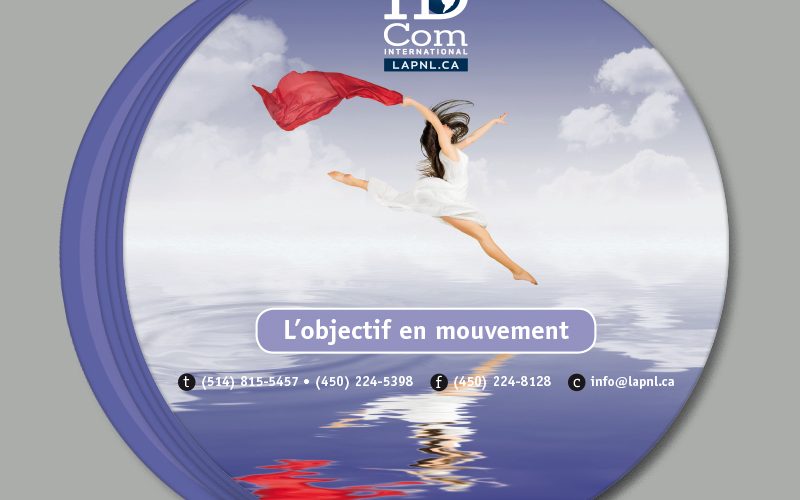 Com
INTERNATIONAL
LAPNL.CA
L'objectif en mouvement
t (514) 815-5457 • (450) 224-5398 f (450) 224-8128 c info@lapnl.ca